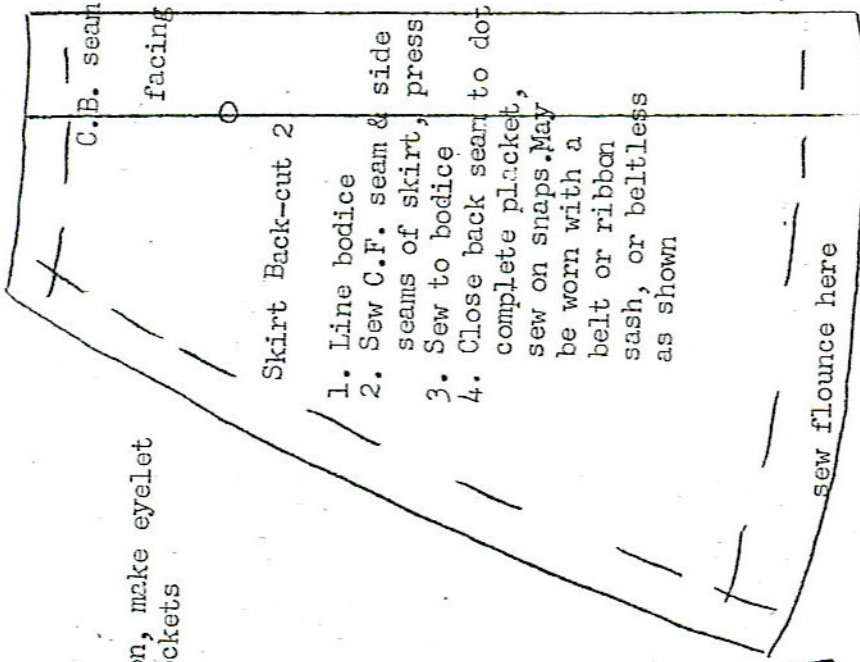 C.B. seam
facing
Skirt Back-cut 2
1. Line bodice
2. Sew C.F. seam & side
seams of skirt, press
3. Sew to bodice
4. Close back seam to dot
complete placket,
sew on snaps.May
be worn with a
belt or ribbon
sash, or beltless
as shown
sew flounce here
make eyelet